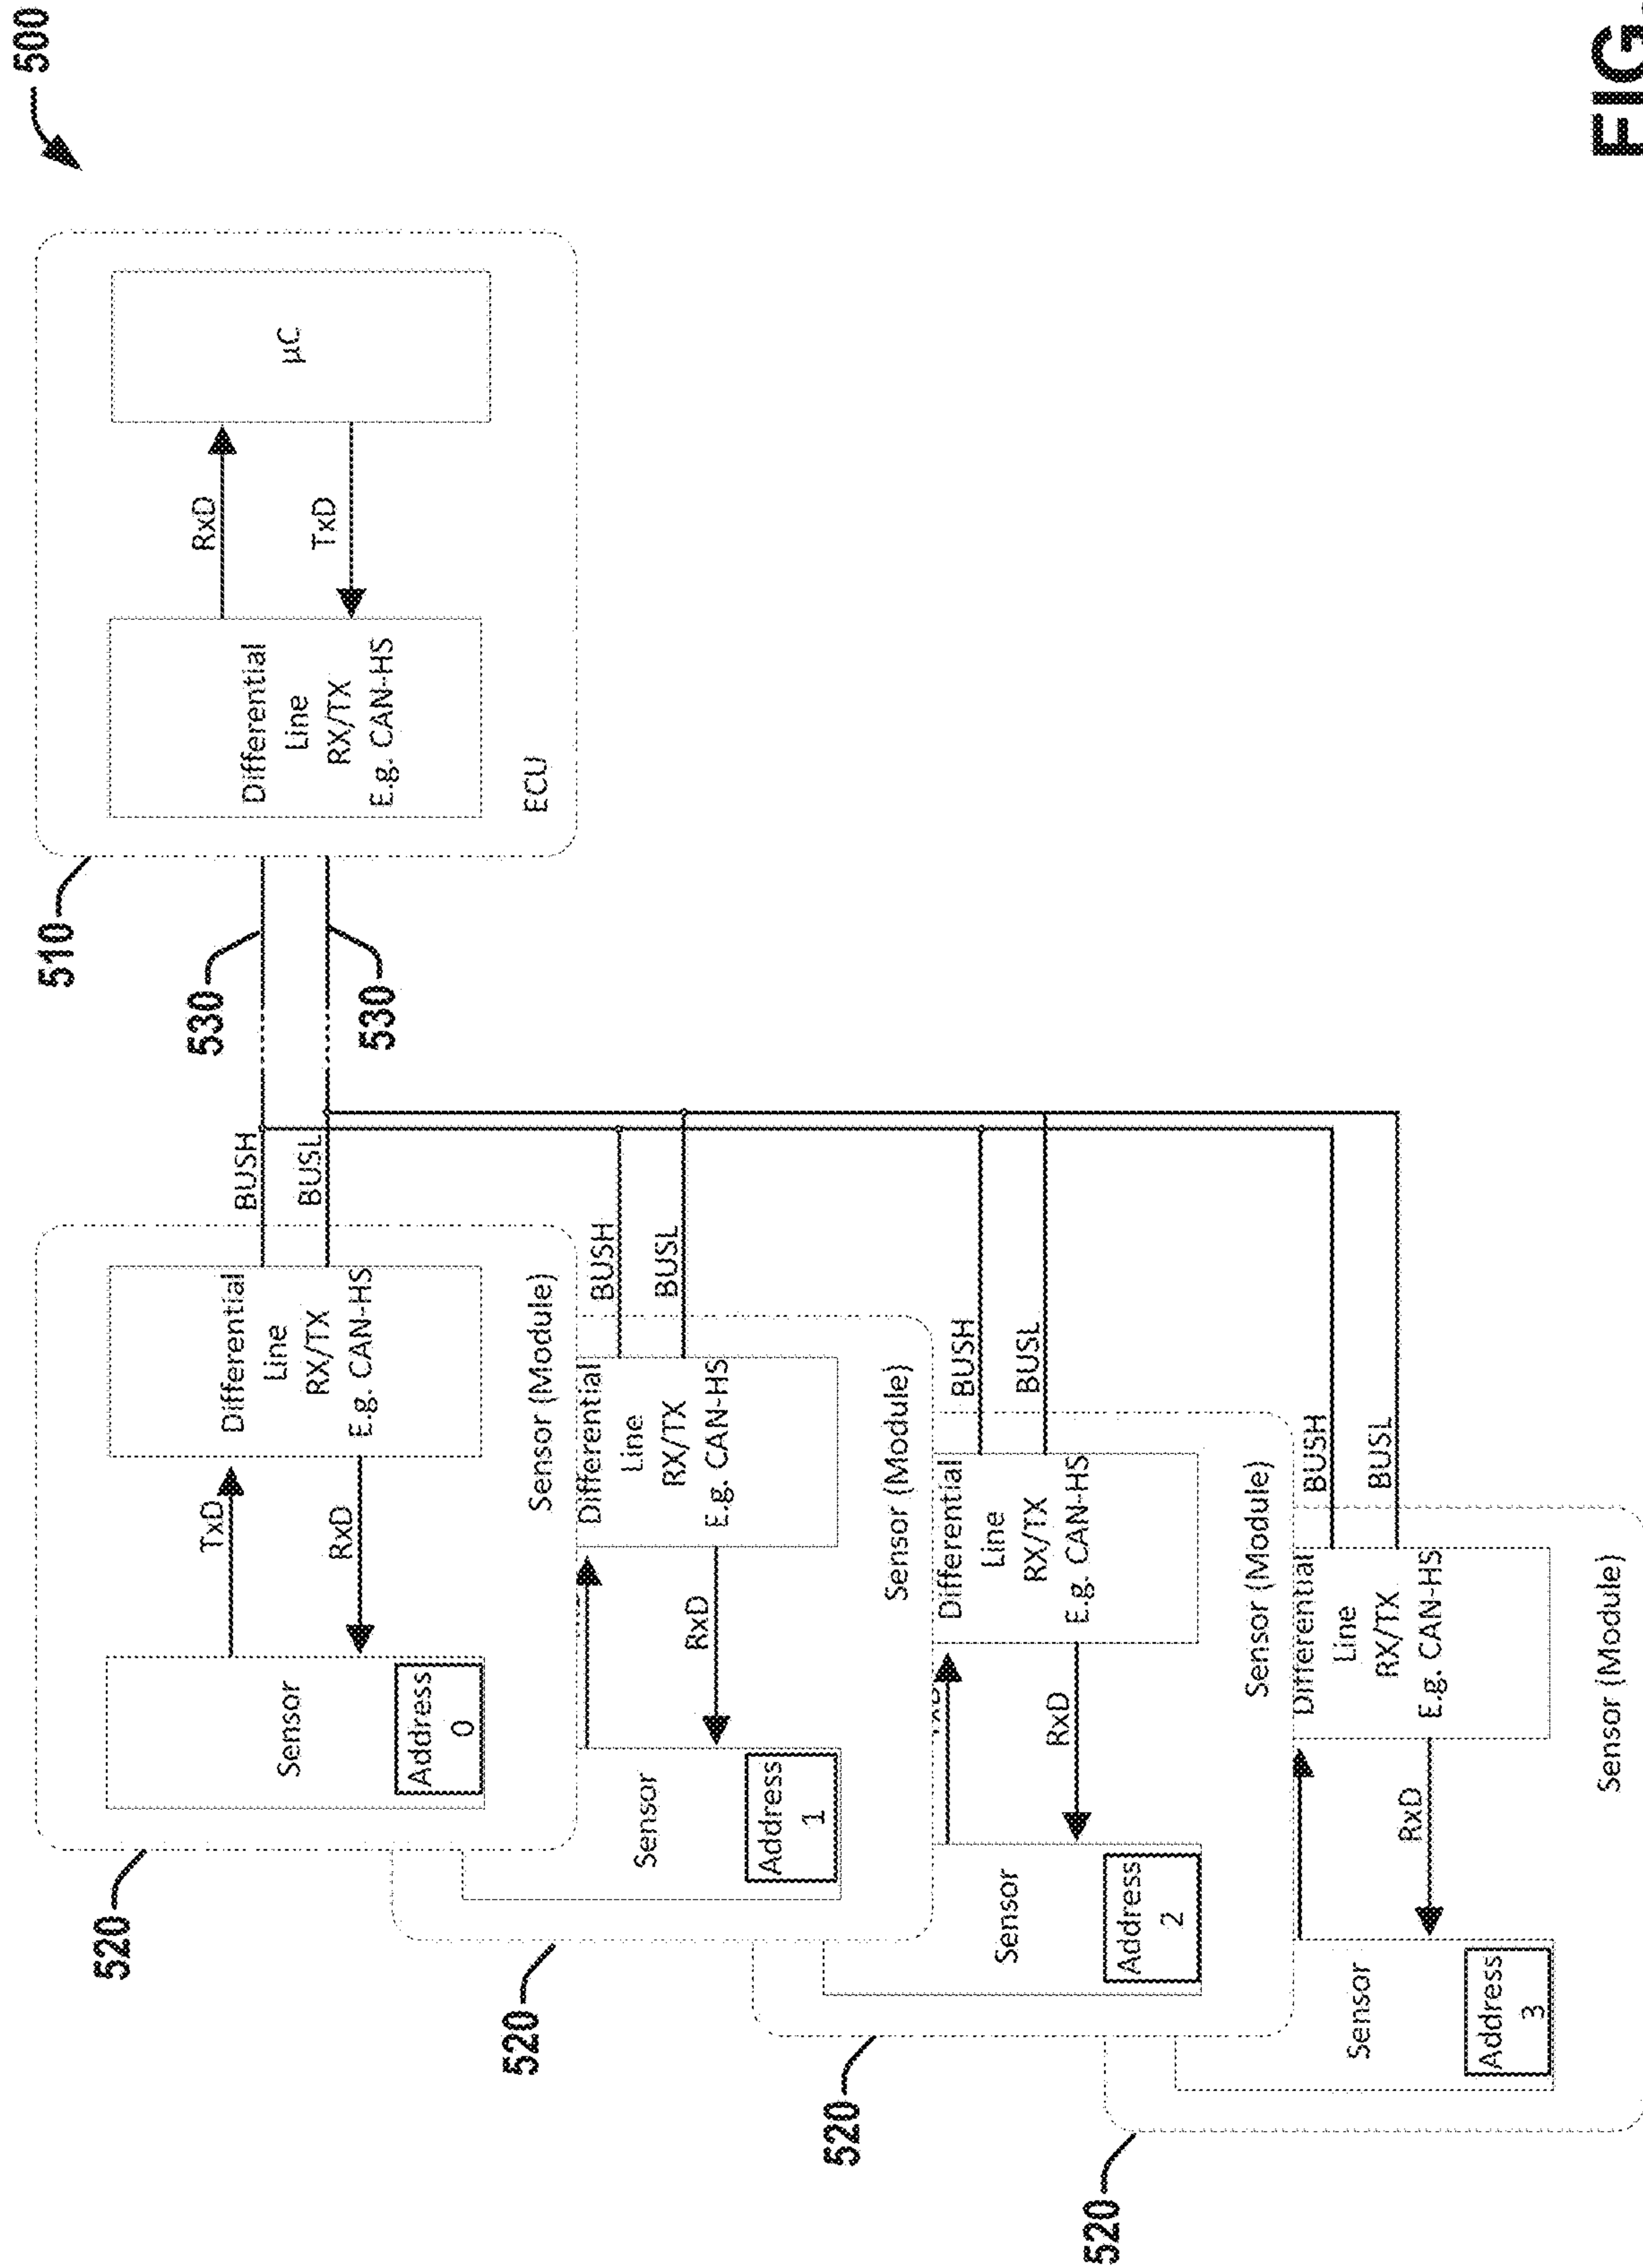 500
510
ECU
Differential
Line
RX/TX
E.g. CAN-HS
RxD
TxD
µC
530
530
520
Sensor (Module)
Sensor
Address
0
TxD
RxD
Differential
Line
RX/TX
E.g. CAN-HS
BUSH
BUSL
520
Sensor (Module)
Sensor
Address
1
RxD
Differential
Line
RX/TX
E.g. CAN-HS
BUSH
BUSL
520
Sensor (Module)
Sensor
Address
2
RxD
Differential
Line
RX/TX
E.g. CAN-HS
BUSH
BUSL
520
Sensor (Module)
Sensor
Address
3
RxD
Differential
Line
RX/TX
E.g. CAN-HS
BUSH
BUSL
FIG.